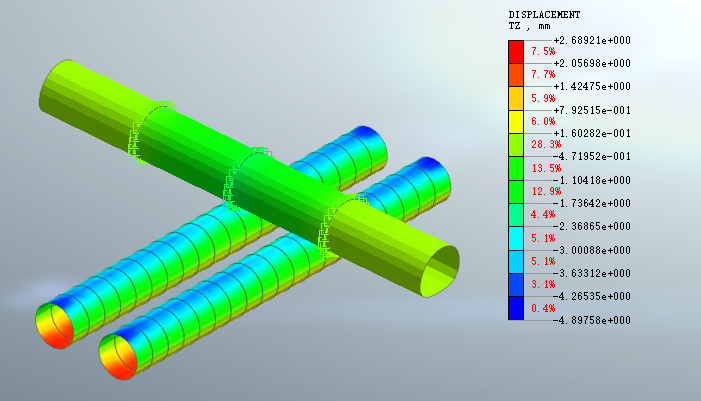 DISPLACEMENT
TZ , mm
+2.68921e+000
7.5%
+2.05698e+000
7.7%
+1.42475e+000
5.9%
+7.92515e-001
6.0%
+1.60282e-001
28.3%
-4.71952e-001
13.5%
-1.10418e+000
12.9%
-1.73642e+000
4.4%
-2.36865e+000
5.1%
-3.00088e+000
5.1%
-3.63312e+000
3.1%
-4.26535e+000
0.4%
-4.89758e+000